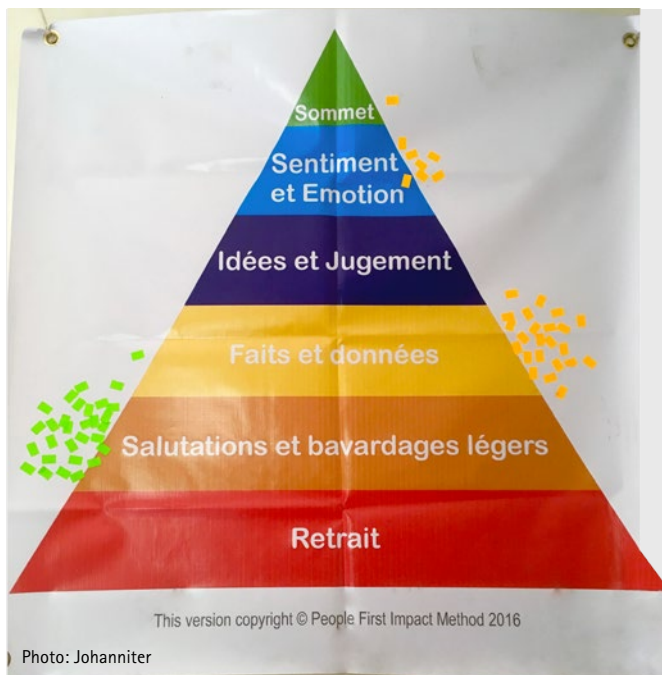 Sommet
Sentiment
et Emotion
Idées et Jugement
Faits et données
Salutations et bavardages légers
Retrait
This version copyright © People First Impact Method 2016
Photo: Johanniter